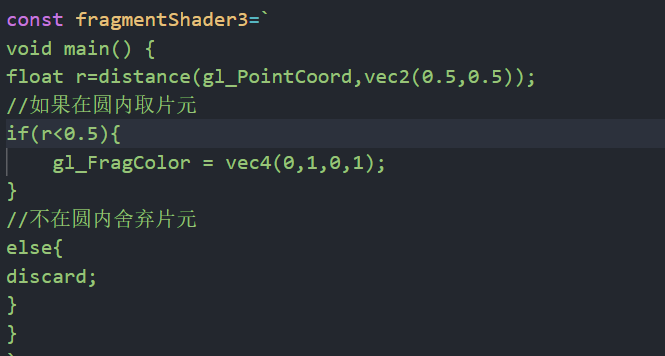 const fragmentShader3=`
void main() {
float r=distance(gl_PointCoord,vec2(0.5,0.5));
//如果在圆内取片元
if(r<0.5){
    gl_FragColor = vec4(0,1,0,1);
}
//不在圆内舍弃片元
else{
discard;
}
}
`